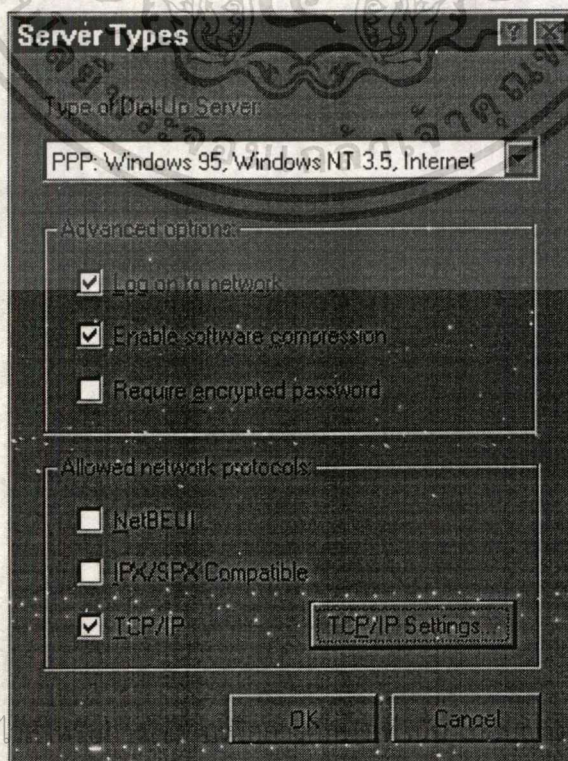 Server Types
Type of Dial-Up Server:
PPP: Windows 95, Windows NT 3.5, Internet
Advanced options:
Log on to network
Enable software compression
Require encrypted password
Allowed network protocols:
NetBEUI
IPX/SPX Compatible
TCP/IP
TCP/IP Settings...
OK
Cancel